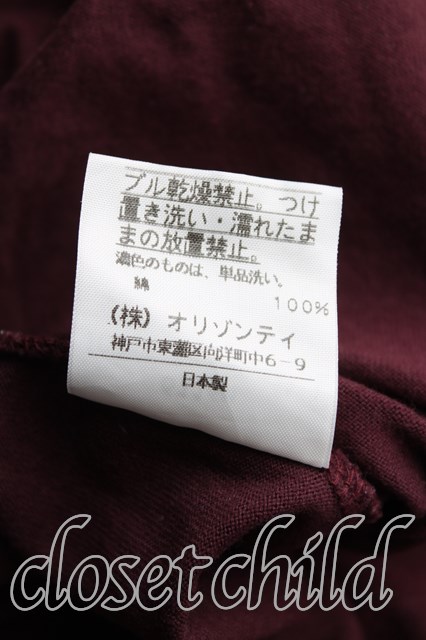 ブル乾燥禁止。つけ
置き洗い・濡れたま
まの放置禁止。
濃色のものは、単品洗い。
綿
100%
(株) オリゾンティ
神戸市東灘区向洋町中6-9
日本製
closet child